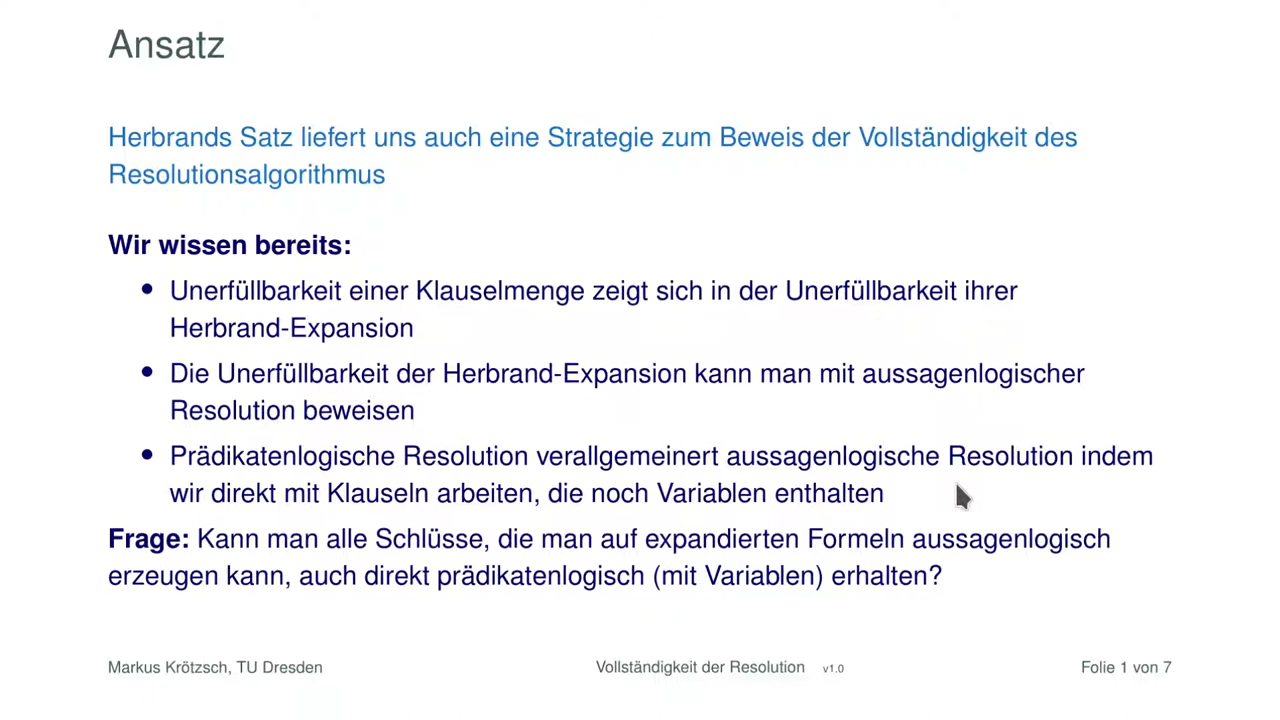 Ansatz
Herbrands Satz liefert uns auch eine Strategie zum Beweis der Vollständigkeit des
Resolutionsalgorithmus
Wir wissen bereits:
• Unerfüllbarkeit einer Klauselmenge zeigt sich in der Unerfüllbarkeit ihrer
Herbrand-Expansion
• Die Unerfüllbarkeit der Herbrand-Expansion kann man mit aussagenlogischer
Resolution beweisen
• Prädikatenlogische Resolution verallgemeinert aussagenlogische Resolution indem
wir direkt mit Klauseln arbeiten, die noch Variablen enthalten
Frage: Kann man alle Schlüsse, die man auf expandierten Formeln aussagenlogisch
erzeugen kann, auch direkt prädikatenlogisch (mit Variablen) erhalten?
Markus Krötzsch, TU Dresden Vollständigkeit der Resolution v1.0 Folie 1 von 7